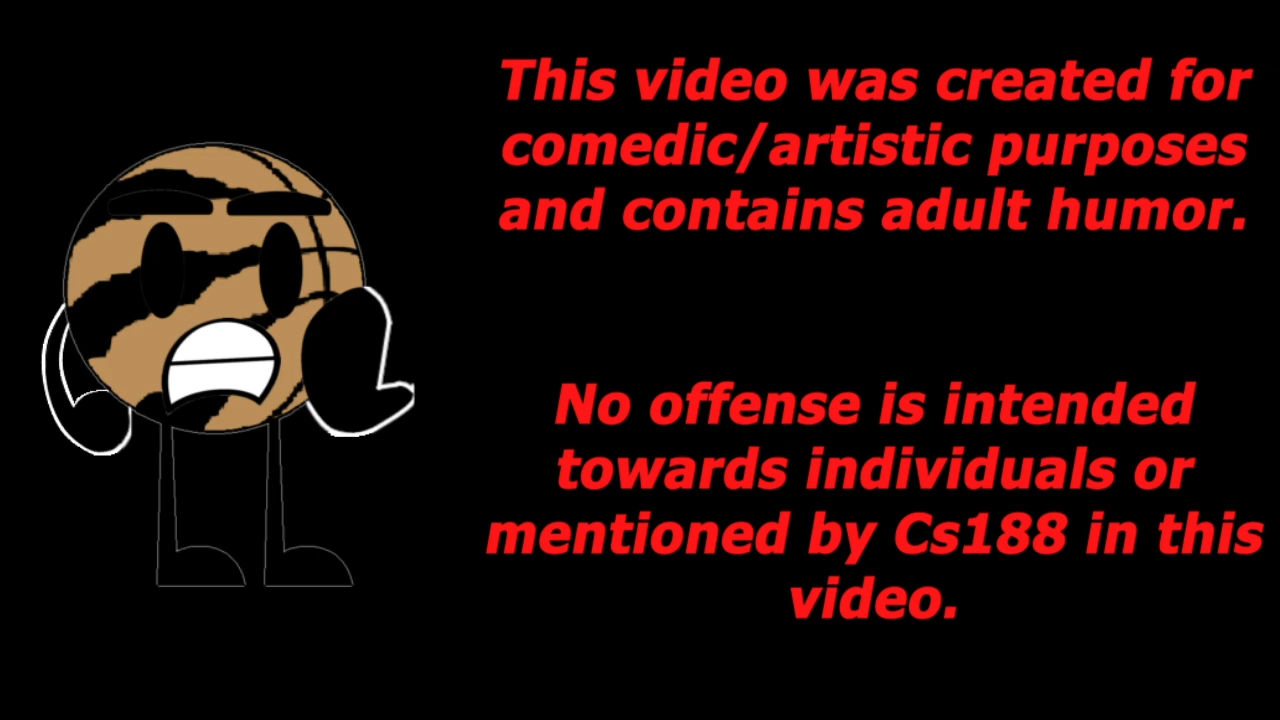 This video was created for
comedic/artistic purposes
and contains adult humor.
No offense is intended
towards individuals or
mentioned by Cs188 in this
video.